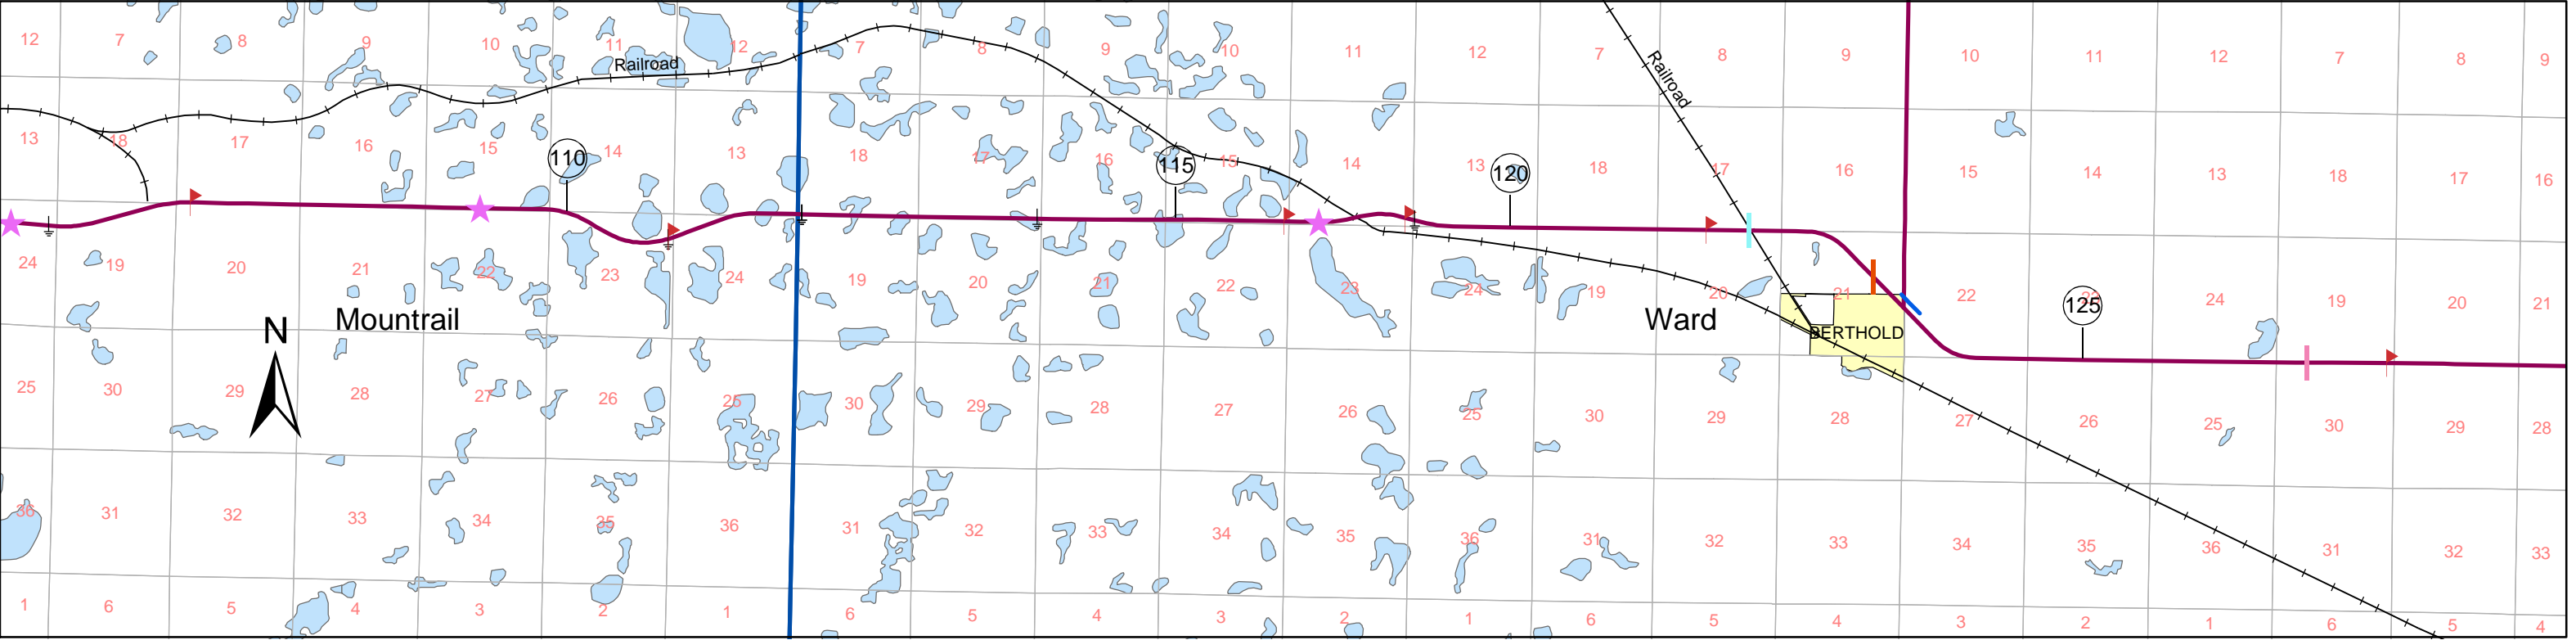 12 7 8 9 10 11 12 7 8 9 10 11 12 7 8 9 10 11 12 7 8 9
Railroad
Railroad
13 18 17 16 15 14 13 18 17 16 15 14 13 18 17 16 15 14 13 18 17 16
110
115
120
24 19 20 21 22 23 24 19 20 21 22 23 24 19 20 21 22 23 24 19 20 21
125
N
Mountrail
Ward
BERTHOLD
25 30 29 28 27 26 25 30 29 28 27 26 25 30 29 28 27 26 25 30 29 28
36 31 32 33 34 35 36 31 32 33 34 35 36 31 32 33 34 35 36 31 32 33
1 6 5 4 3 2 1 6 5 4 3 2 1 6 5 4 3 2 1 6 5 4